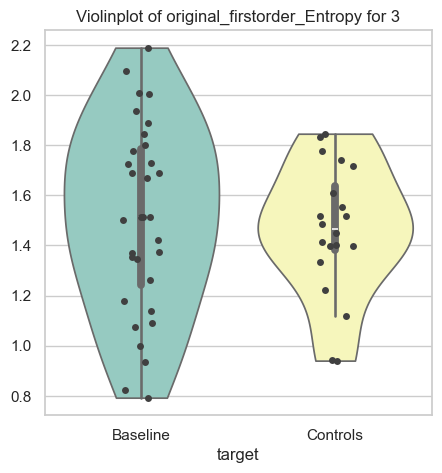 Violinplot of original_firstorder_Entropy for 3
2.2
2.0
1.8
1.6
1.4
1.2
1.0
0.8
Baseline Controls
target